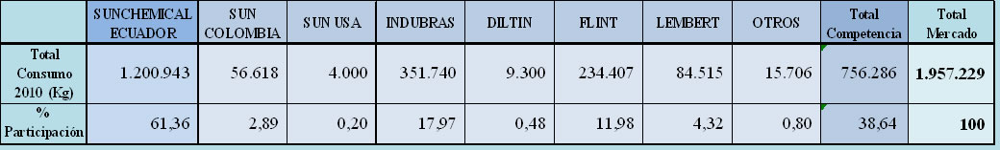 SUNCHEMICAL ECUADOR SUN COLOMBIA SUN USA INDUBRAS DILTIN FLINT LEMBERT OTROS Total Competencia Total Mercado
Total Consumo 2010 (Kg) 1.200.943 56.618 4.000 351.740 9.300 234.407 84.515 15.706 756.286 1.957.229
% Participación 61,36 2,89 0,20 17,97 0,48 11,98 4,32 0,80 38,64 100